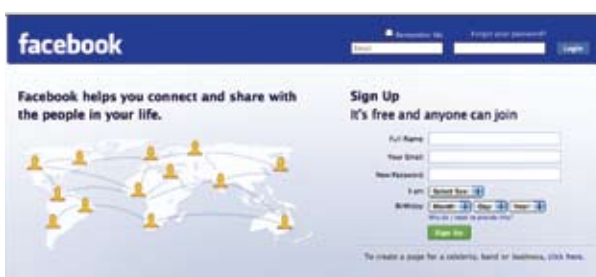 facebook
Remember Me
Forgot your password?
Email
Login
Facebook helps you connect and share with
the people in your life.
Sign Up
It's free and anyone can join
Full Name:
Your Email:
New Password:
I am: Select Sex:
Birthday: Month: Day: Year:
Why do I need to provide this?
Sign Up
To create a page for a celebrity, band or business, click here.